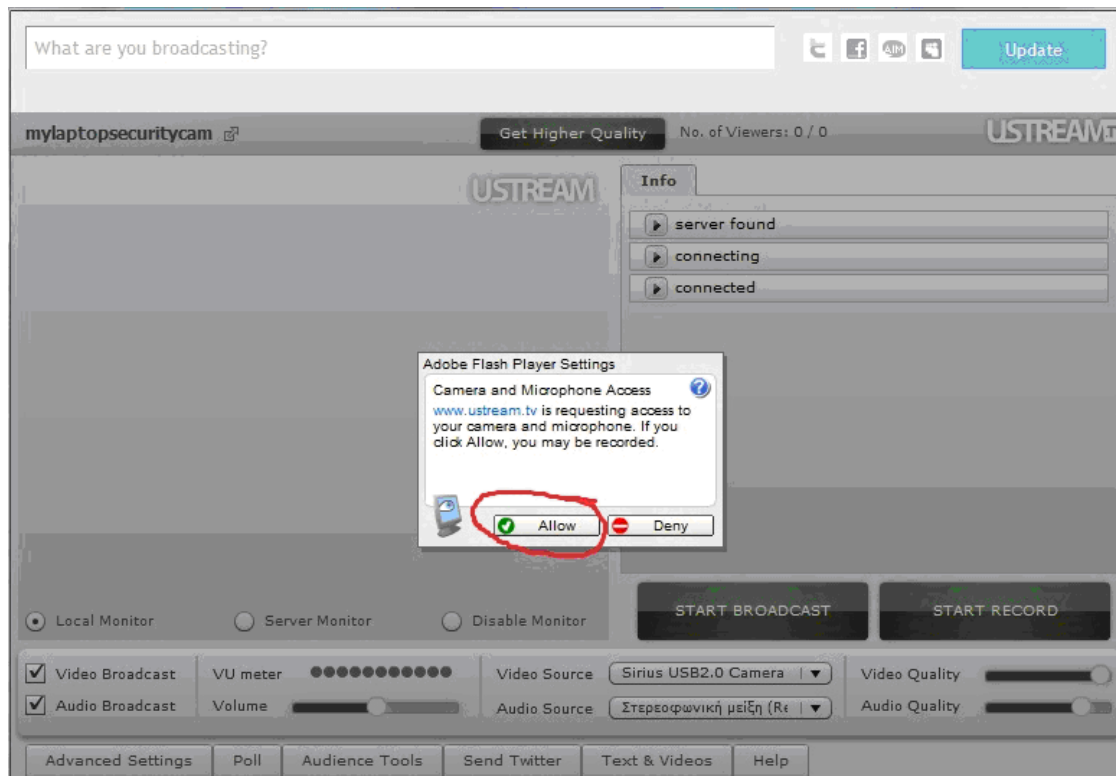 What are you broadcasting?
AIM
Update
mylaptopsecuritycam
Get Higher Quality
No. of Viewers: 0 / 0
USTREAM
USTREAM
Info
server found
connecting
connected
Adobe Flash Player Settings
Camera and Microphone Access
www.ustream.tv is requesting access to
your camera and microphone. If you
click Allow, you may be recorded.
Allow
Deny
START BROADCAST
START RECORD
Local Monitor
Server Monitor
Disable Monitor
Video Broadcast
VU meter
Video Source
Sirius USB2.0 Camera
Video Quality
Audio Broadcast
Volume
Audio Source
Στερεοφωνική μείξη (Re
Audio Quality
Advanced Settings
Poll
Audience Tools
Send Twitter
Text & Videos
Help